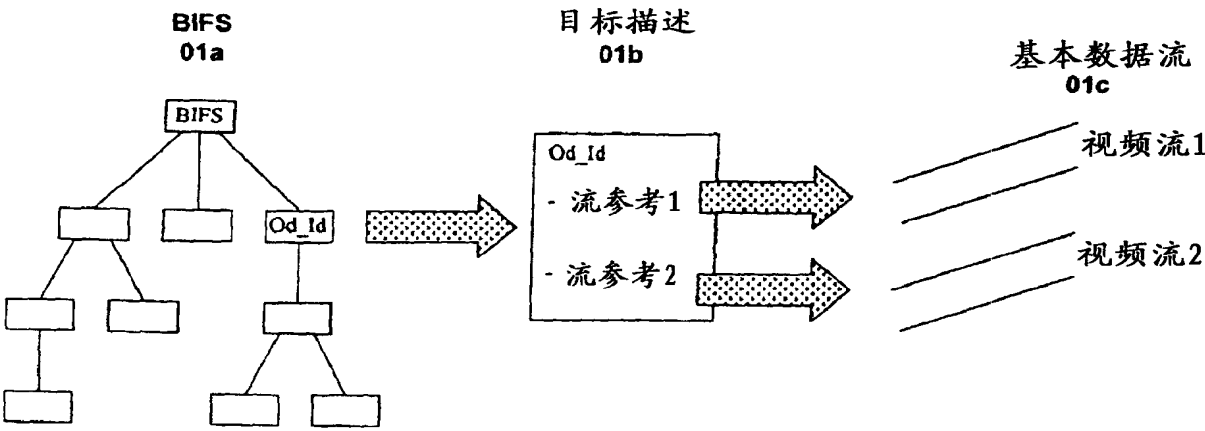 BIFS
01a
BIFS
Od_Id
目标描述
01b
Od_Id
- 流参考1
- 流参考2
基本数据流
01c
视频流1
视频流2